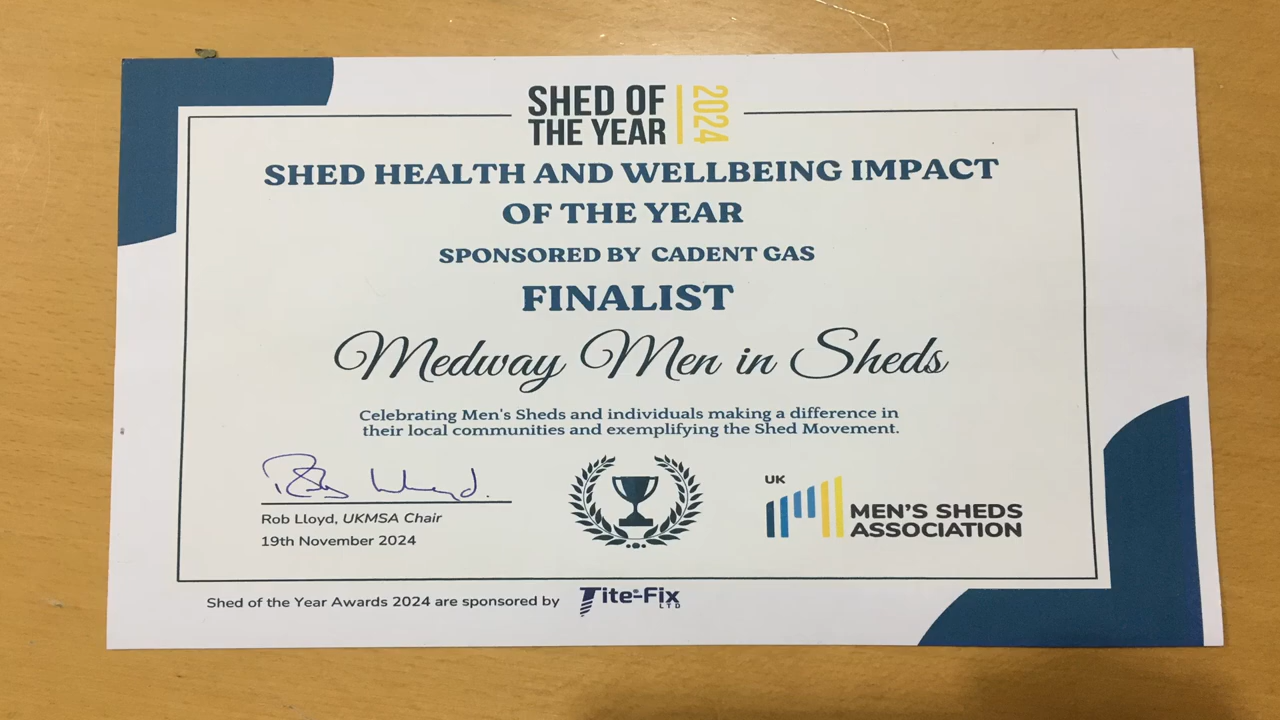 SHED OF
THE YEAR
2024
SHED HEALTH AND WELLBEING IMPACT
OF THE YEAR
SPONSORED BY CADENT GAS
FINALIST
Medway Men in Sheds
Celebrating Men's Sheds and individuals making a difference in
their local communities and exemplifying the Shed Movement.
Rob Lloyd, UKMSA Chair
19th November 2024
UK
MEN'S SHEDS
ASSOCIATION
Shed of the Year Awards 2024 are sponsored by
Tite-Fix
LTD